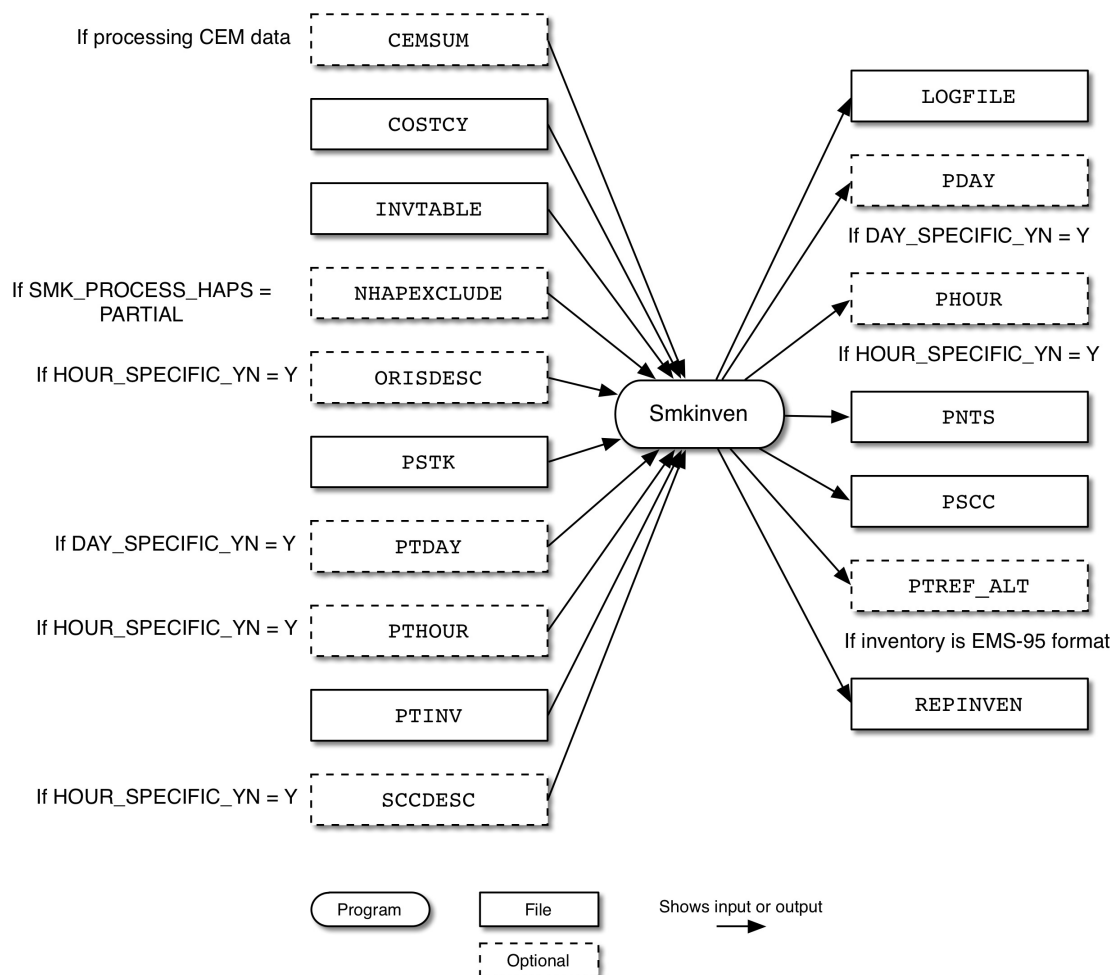 If processing CEM data
CEMSUM
COSTCY
INVTABLE
If SMK_PROCESS_HAPS =
PARTIAL
NHAPEXCLUDE
If HOUR_SPECIFIC_YN = Y
ORISDESC
PSTK
If DAY_SPECIFIC_YN = Y
PTDAY
If HOUR_SPECIFIC_YN = Y
PTHOUR
PTINV
If HOUR_SPECIFIC_YN = Y
SCCDESC
Smkinven
LOGFILE
PDAY
If DAY_SPECIFIC_YN = Y
PHOUR
If HOUR_SPECIFIC_YN = Y
PNTS
PSCC
PTREF_ALT
If inventory is EMS-95 format
REPINVEN
Program
File
Shows input or output
Optional